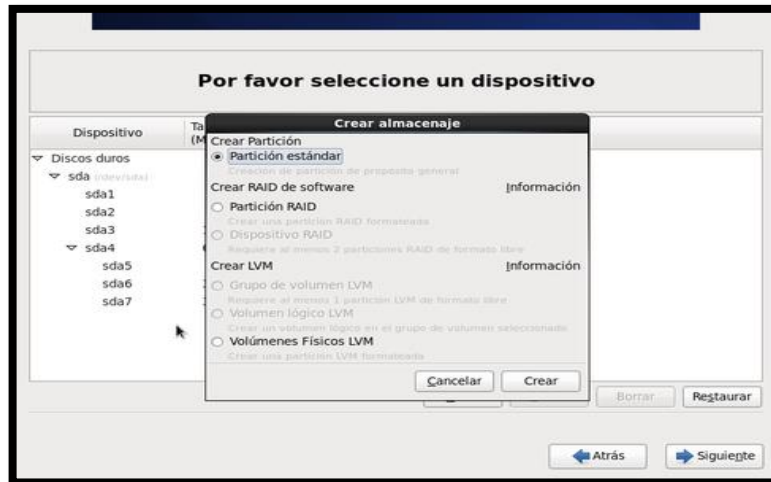 Por favor seleccione un dispositivo
Crear almacenaje
Dispositivo
Ta
(M
Crear Partición
Discos duros
Partición estándar
Creación de partición de propósito general
sda (/dev/sda)
Crear RAID de software Información
sda1
Partición RAID
sda2
Crear una partición RAID formateada
sda3
Dispositivo RAID
sda4
Requiere al menos 2 particiones RAID de formato libre
sda5
Crear LVM Información
sda6
Grupo de volumen LVM
Requiere al menos 1 partición LVM de formato libre
sda7
Volumen lógico LVM
Crear un volumen lógico en el grupo de volumen seleccionado
Volúmenes Físicos LVM
Crear una partición LVM formateada
Cancelar Crear
Borrar Restaurar
Atrás Siguiente